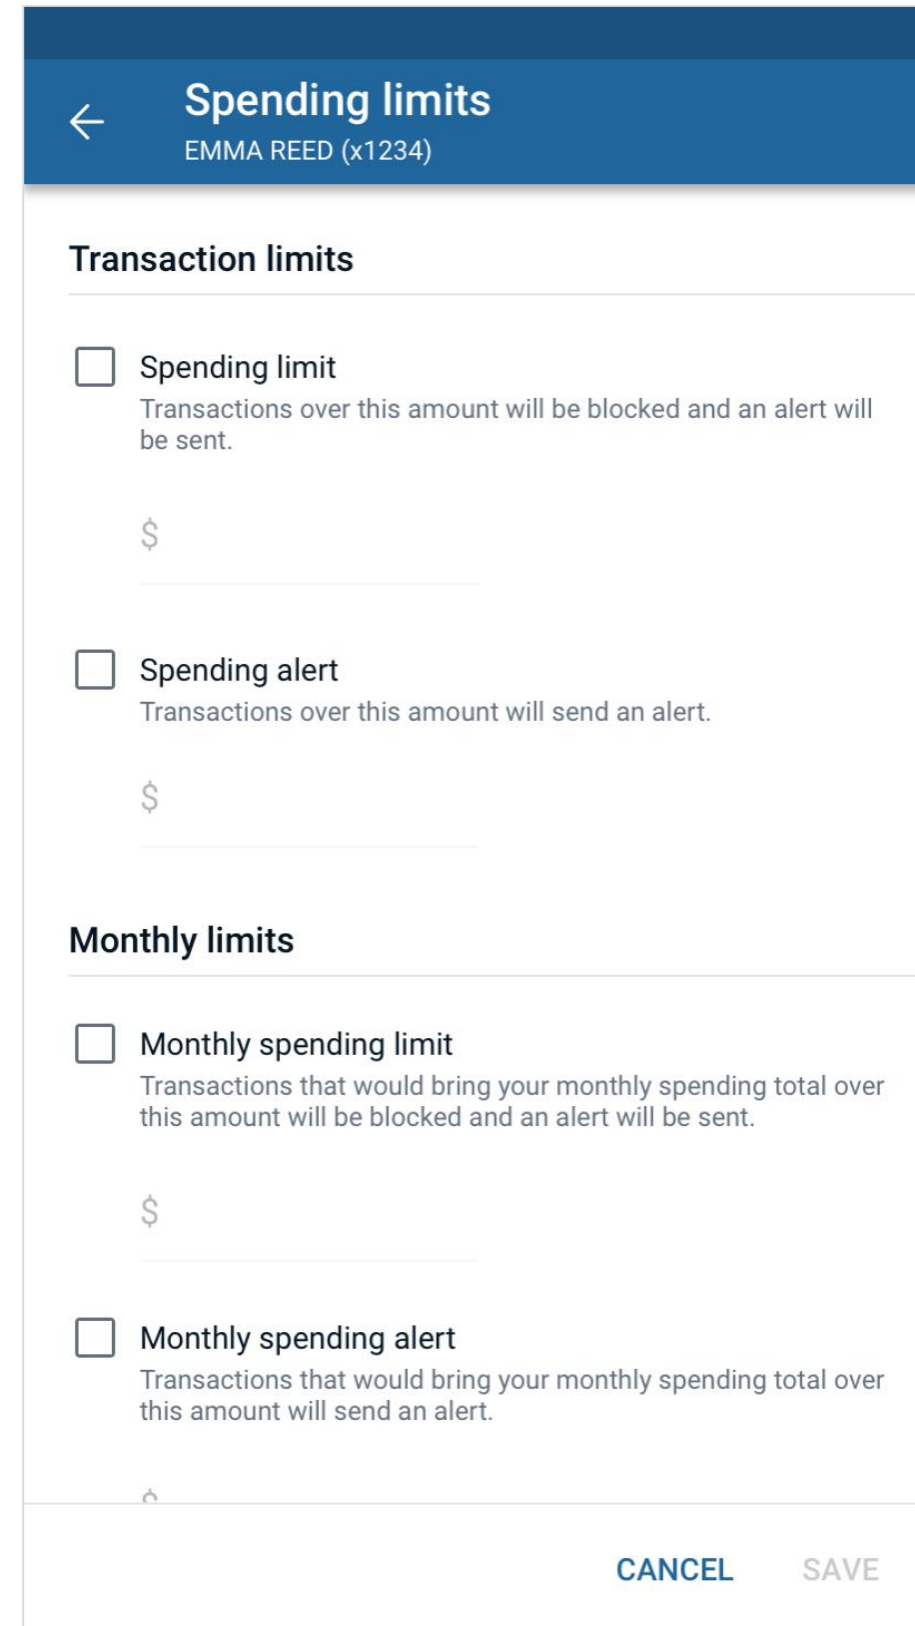 Spending limits
EMMA REED (x1234)
Transaction limits
Spending limit
Transactions over this amount will be blocked and an alert will
be sent.
$
Spending alert
Transactions over this amount will send an alert.
$
Monthly limits
Monthly spending limit
Transactions that would bring your monthly spending total over
this amount will be blocked and an alert will be sent.
$
Monthly spending alert
Transactions that would bring your monthly spending total over
this amount will send an alert.
$
CANCEL SAVE